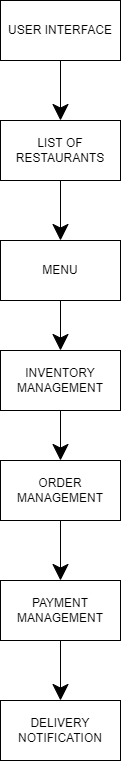 USER INTERFACE
LIST OF
RESTAURANTS
MENU
INVENTORY
MANAGEMENT
ORDER
MANAGEMENT
PAYMENT
MANAGEMENT
DELIVERY
NOTIFICATION